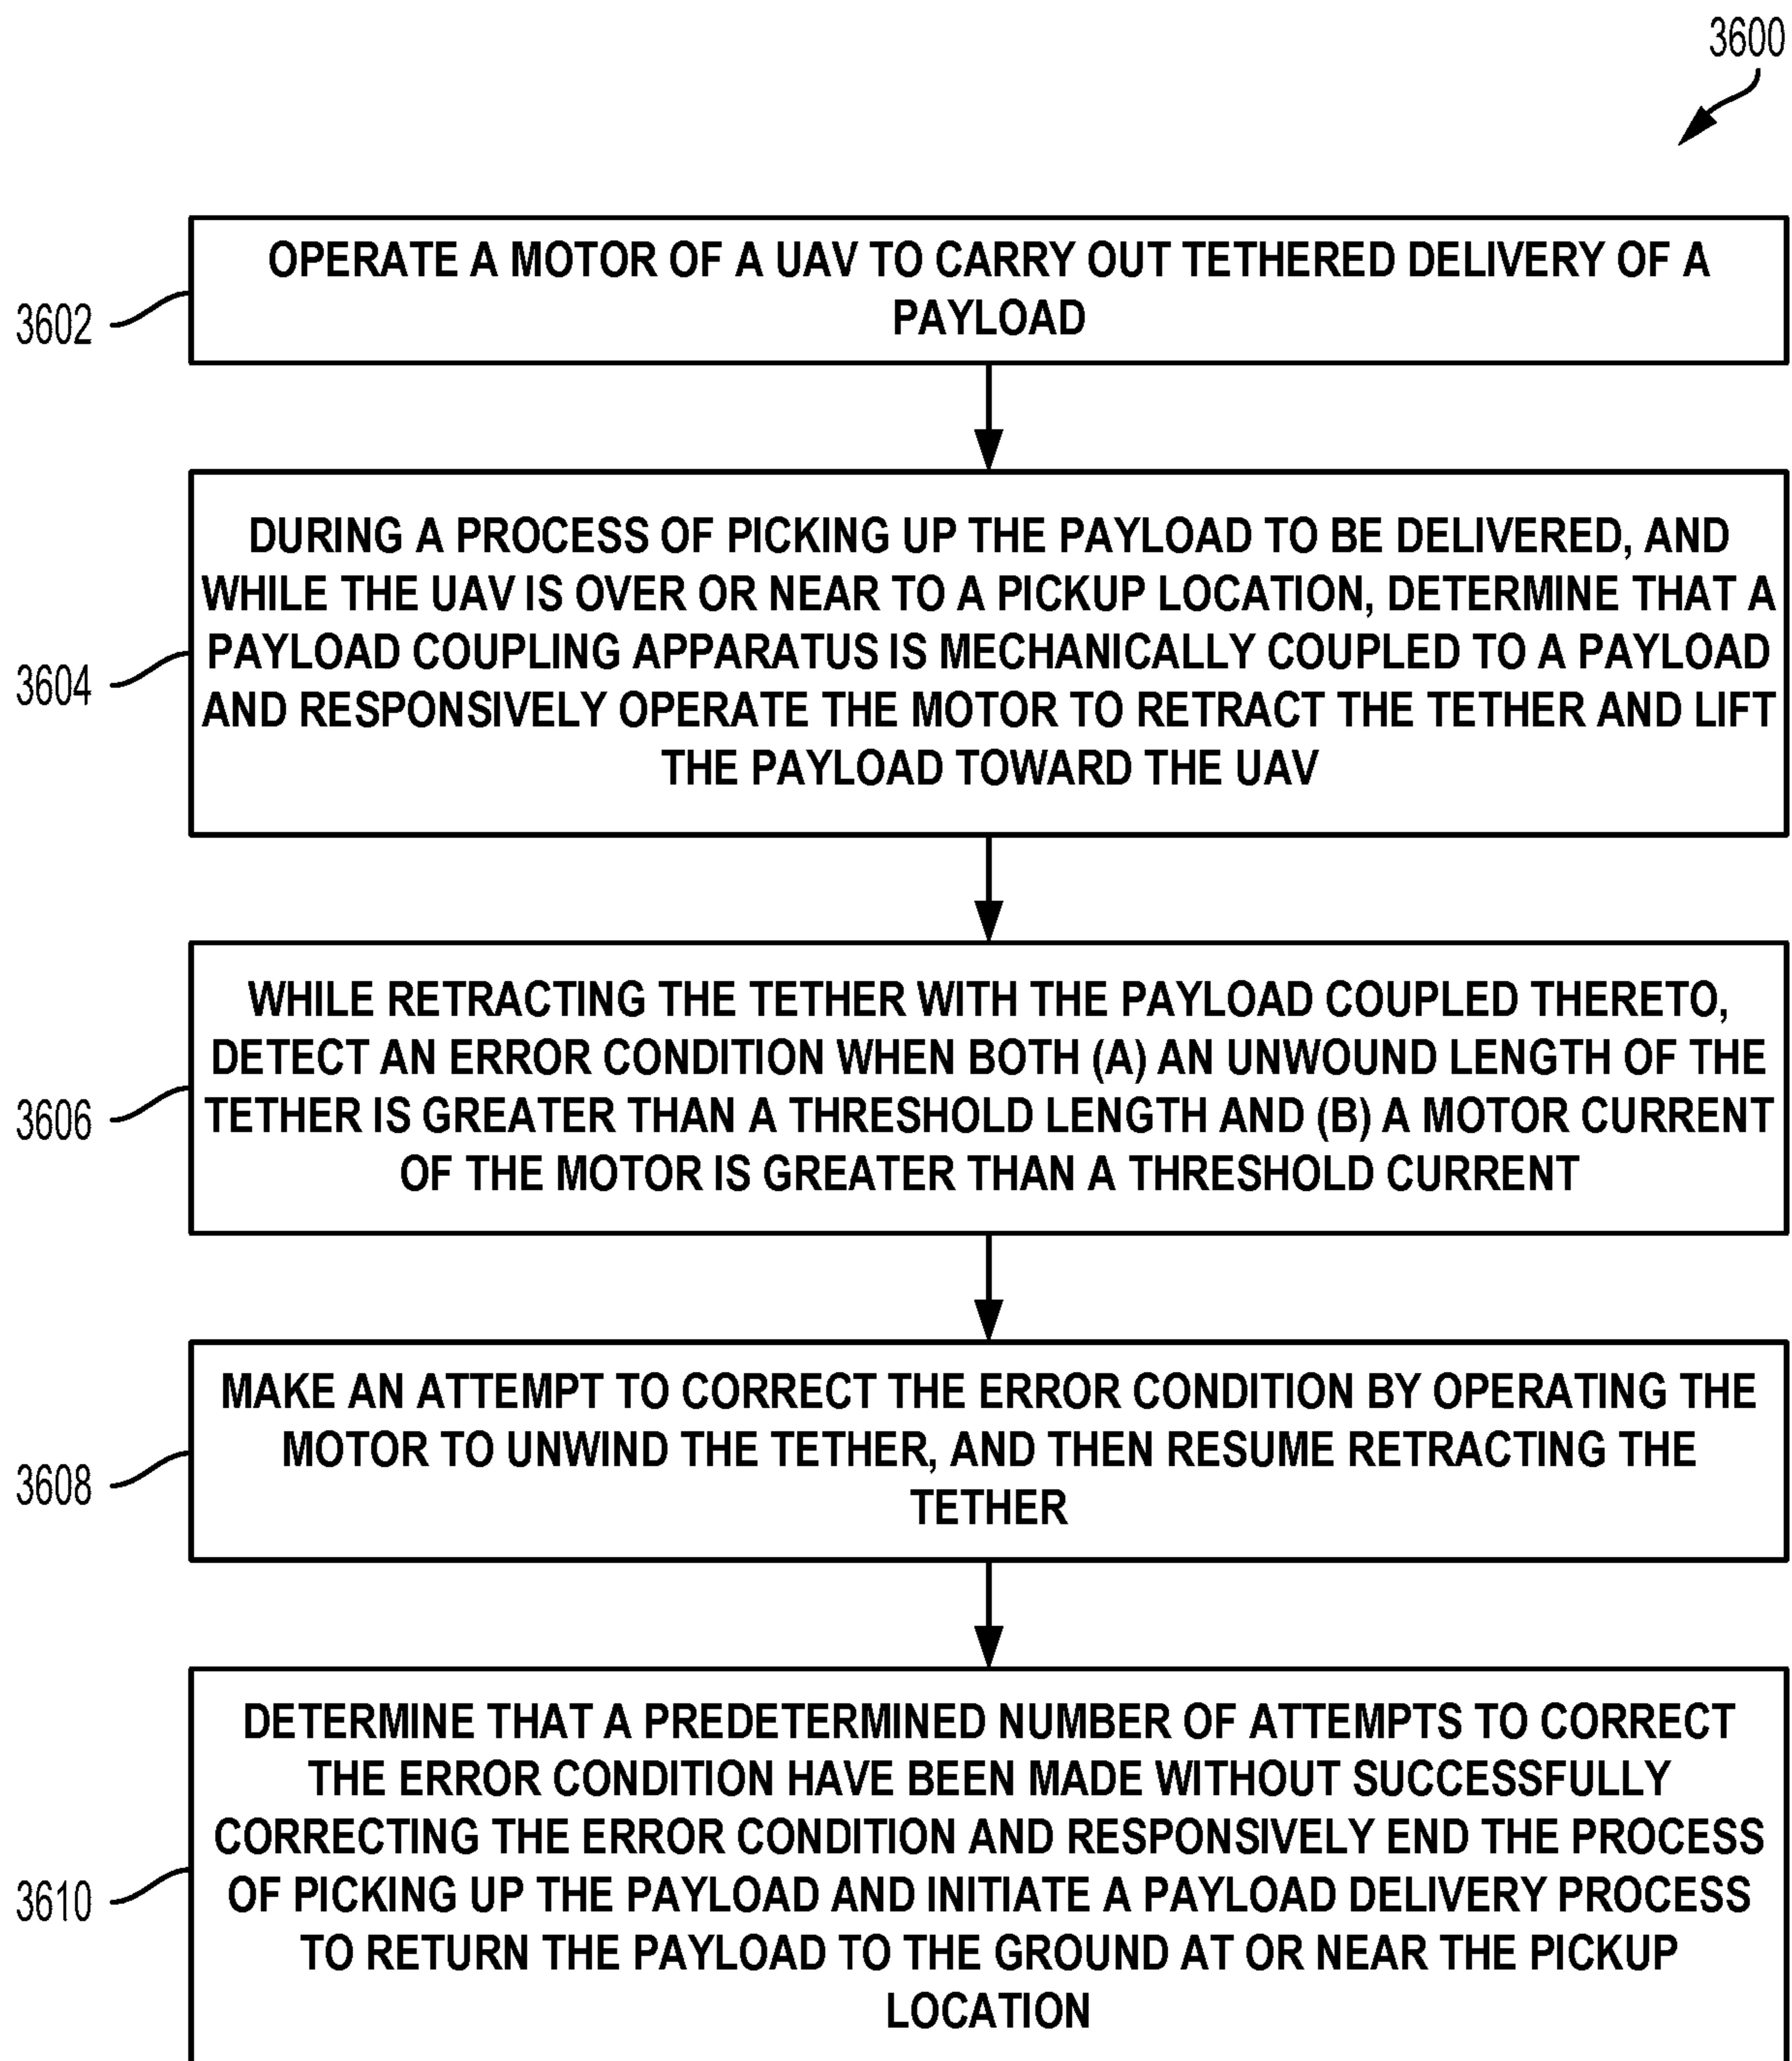 3600
OPERATE A MOTOR OF A UAV TO CARRY OUT TETHERED DELIVERY OF A
PAYLOAD
3602
DURING A PROCESS OF PICKING UP THE PAYLOAD TO BE DELIVERED, AND
WHILE THE UAV IS OVER OR NEAR TO A PICKUP LOCATION, DETERMINE THAT A
PAYLOAD COUPLING APPARATUS IS MECHANICALLY COUPLED TO A PAYLOAD
AND RESPONSIVELY OPERATE THE MOTOR TO RETRACT THE TETHER AND LIFT
THE PAYLOAD TOWARD THE UAV
3604
WHILE RETRACTING THE TETHER WITH THE PAYLOAD COUPLED THERETO,
DETECT AN ERROR CONDITION WHEN BOTH (A) AN UNWOUND LENGTH OF THE
TETHER IS GREATER THAN A THRESHOLD LENGTH AND (B) A MOTOR CURRENT
OF THE MOTOR IS GREATER THAN A THRESHOLD CURRENT
3606
MAKE AN ATTEMPT TO CORRECT THE ERROR CONDITION BY OPERATING THE
MOTOR TO UNWIND THE TETHER, AND THEN RESUME RETRACTING THE
TETHER
3608
DETERMINE THAT A PREDETERMINED NUMBER OF ATTEMPTS TO CORRECT
THE ERROR CONDITION HAVE BEEN MADE WITHOUT SUCCESSFULLY
CORRECTING THE ERROR CONDITION AND RESPONSIVELY END THE PROCESS
OF PICKING UP THE PAYLOAD AND INITIATE A PAYLOAD DELIVERY PROCESS
TO RETURN THE PAYLOAD TO THE GROUND AT OR NEAR THE PICKUP
LOCATION
3610